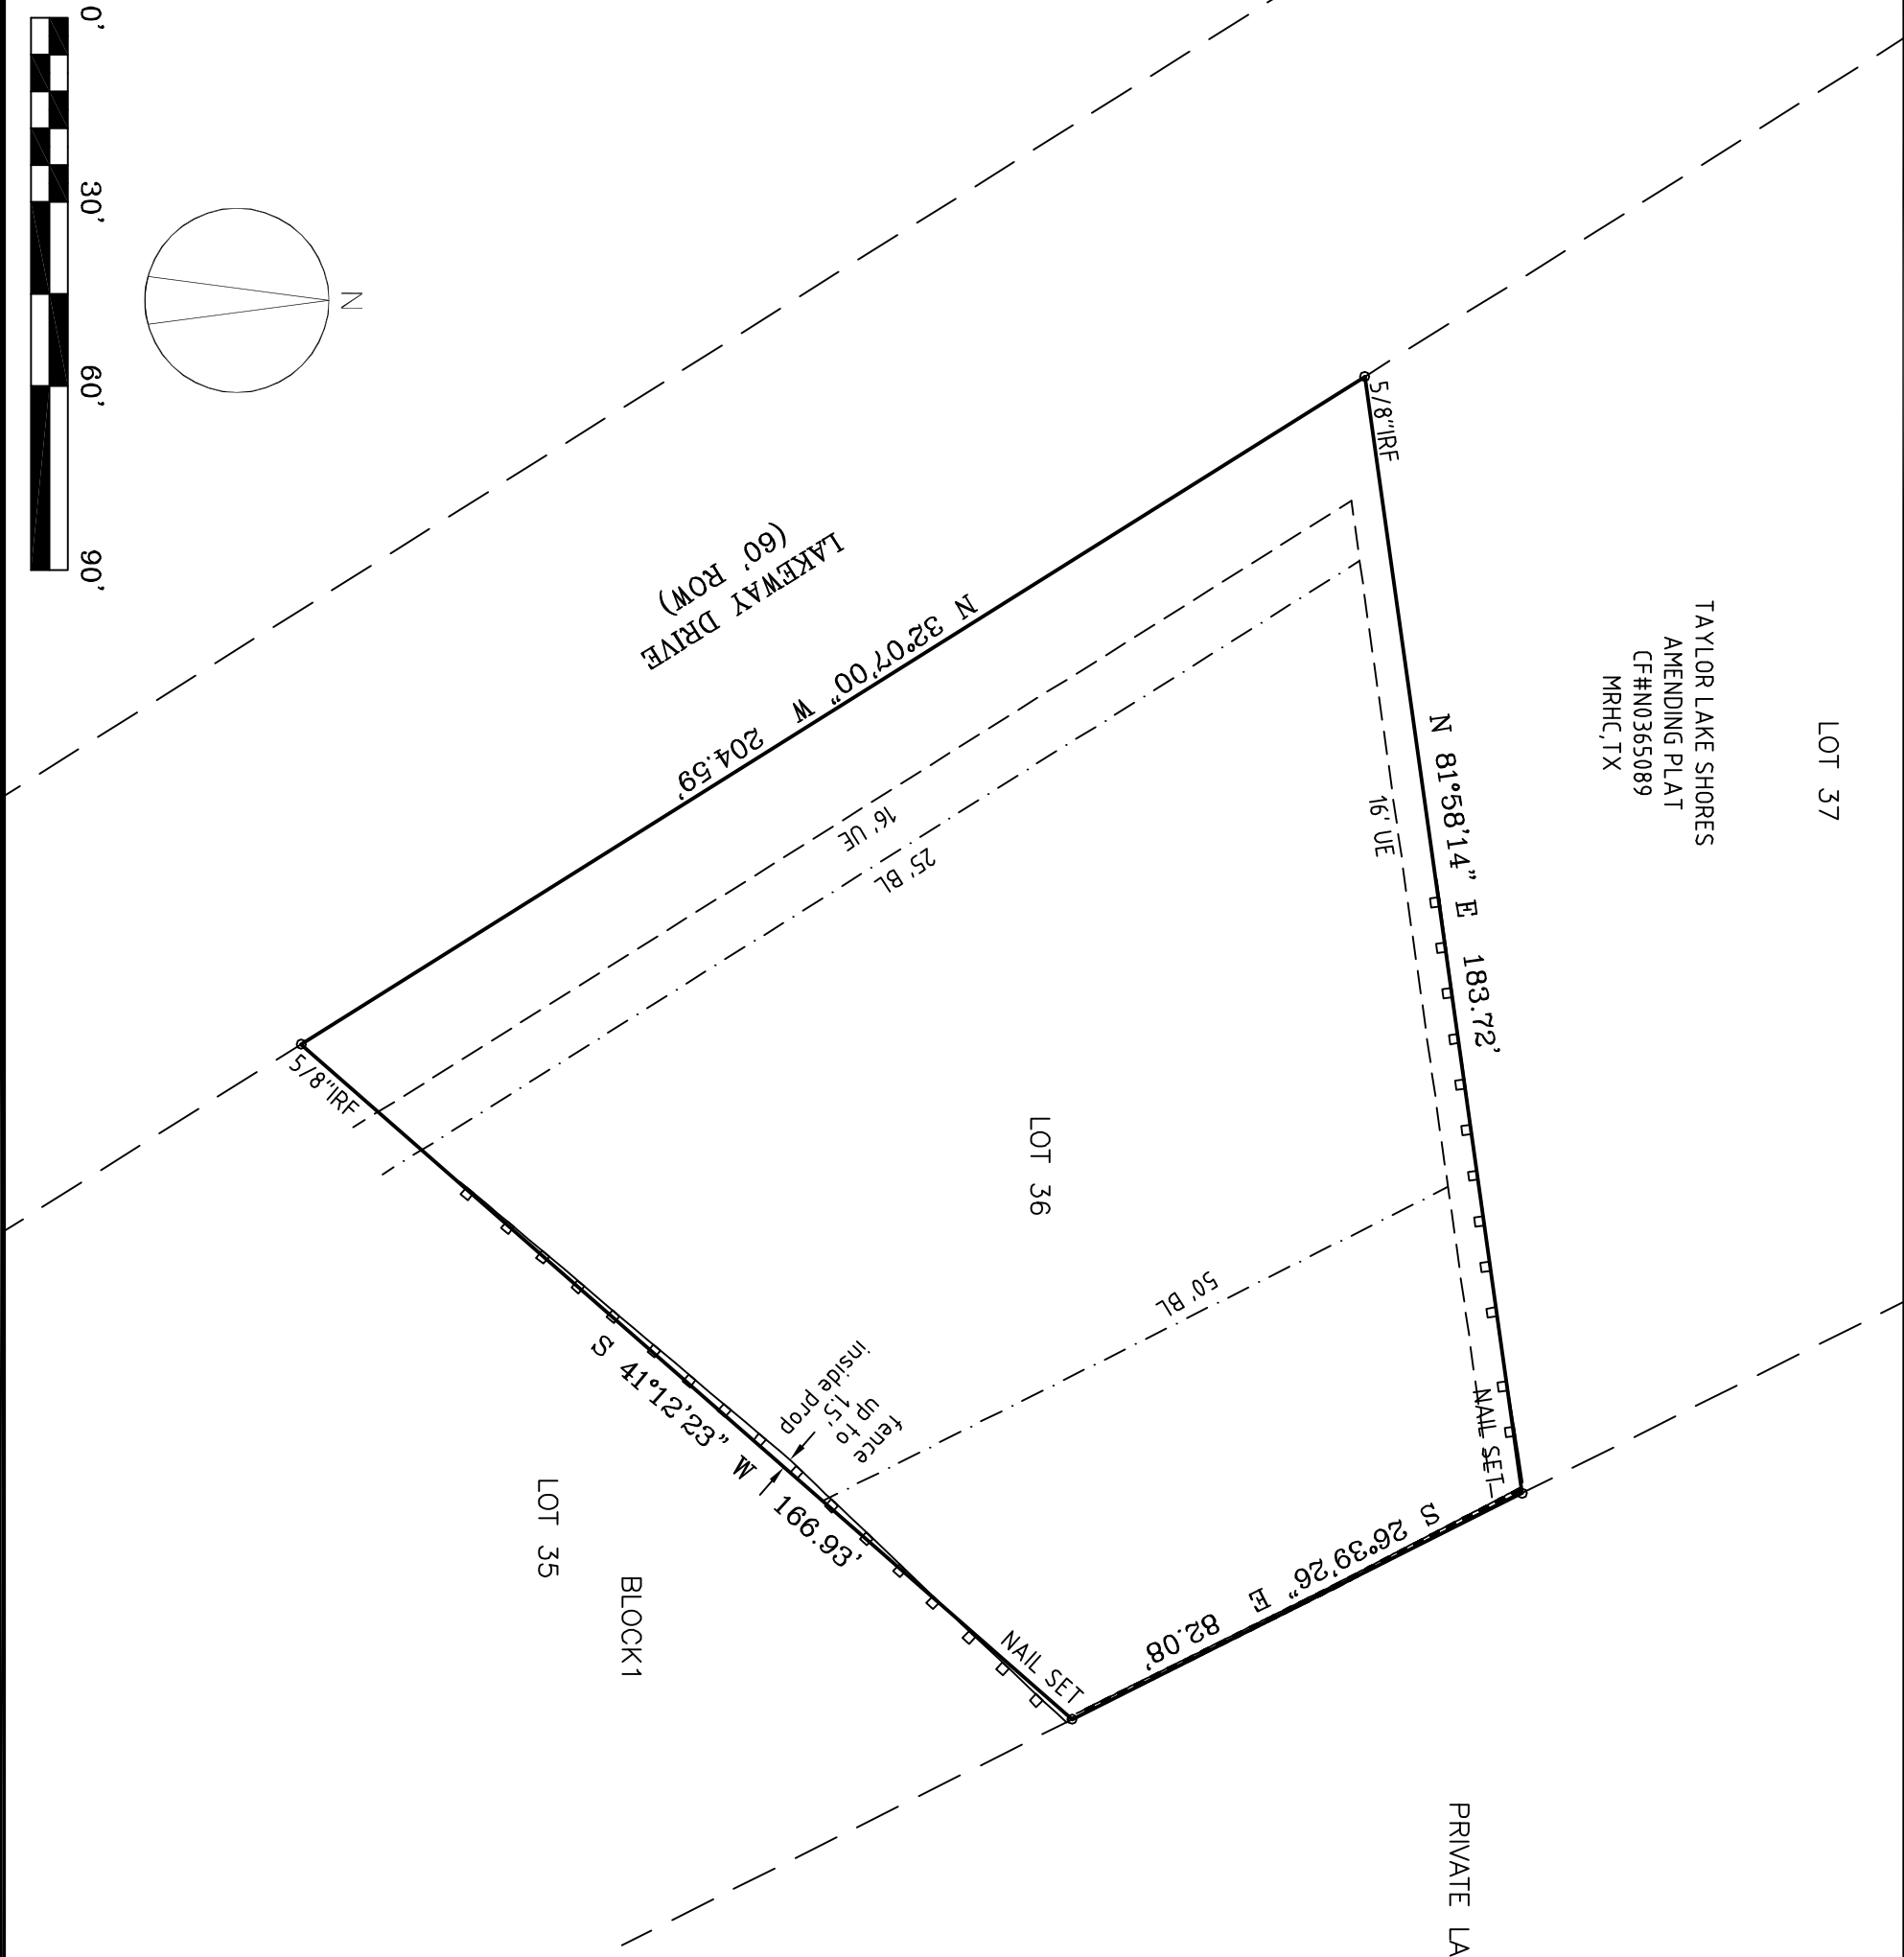 LOT 37
TAYLOR LAKE SHORES
AMENDING PLAT
CF#N0365089
MRHC,TX
PRIVATE LA
5/8"IRF
N 81°58'14" E 183.72'
16' UE
NAIL SET
S 26°39'26" E 82.08'
LOT 36
50' BL
25' BL
16' UE
N 32°07'00" W 204.59'
LAKEWAY DRIVE
(60' ROW)
fence
up to
1.5'
inside prop
NAIL SET
S 41°12'23" W 166.93'
5/8"IRF
BLOCK 1
LOT 35
N
0' 30' 60' 90'